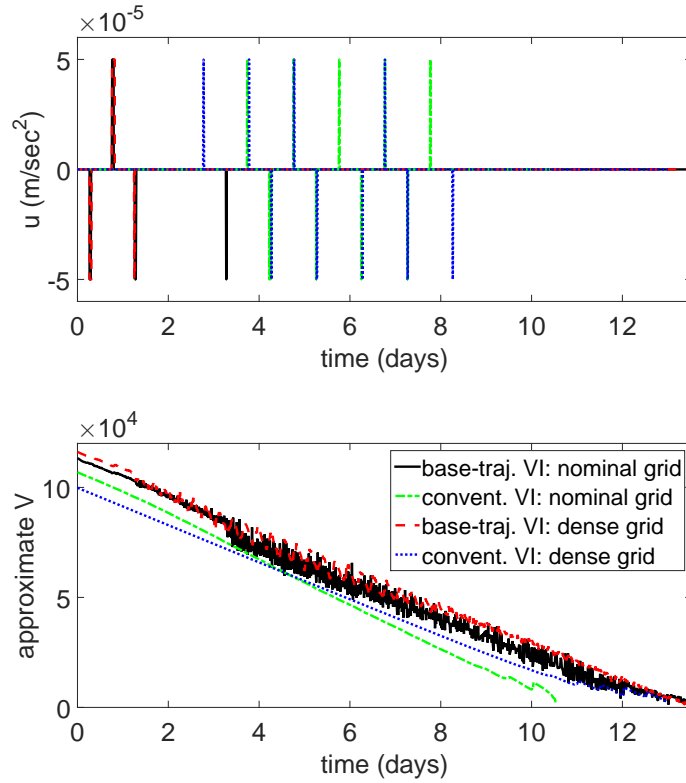 ×10⁻⁵
5
0
-5
u (m/sec²)
0 2 4 6 8 10 12
time (days)
×10⁴
10
5
0
approximate V
base-traj. VI: nominal grid
convent. VI: nominal grid
base-traj. VI: dense grid
convent. VI: dense grid
0 2 4 6 8 10 12
time (days)